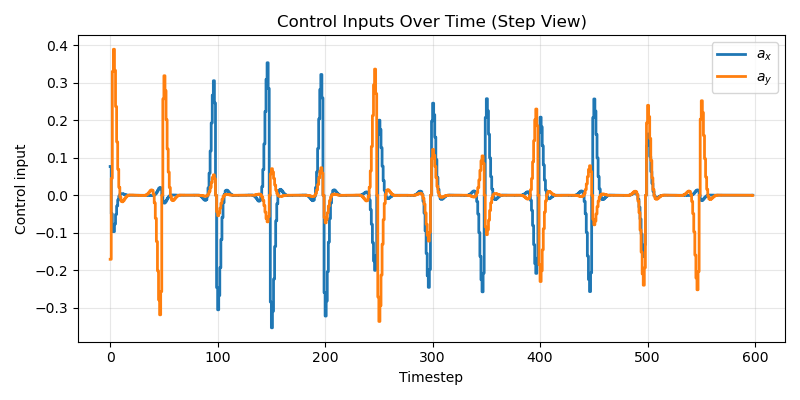 Control Inputs Over Time (Step View)
0.4
0.3
0.2
0.1
0.0
−0.1
−0.2
−0.3
Control input
a_x
a_y
0 100 200 300 400 500 600
Timestep